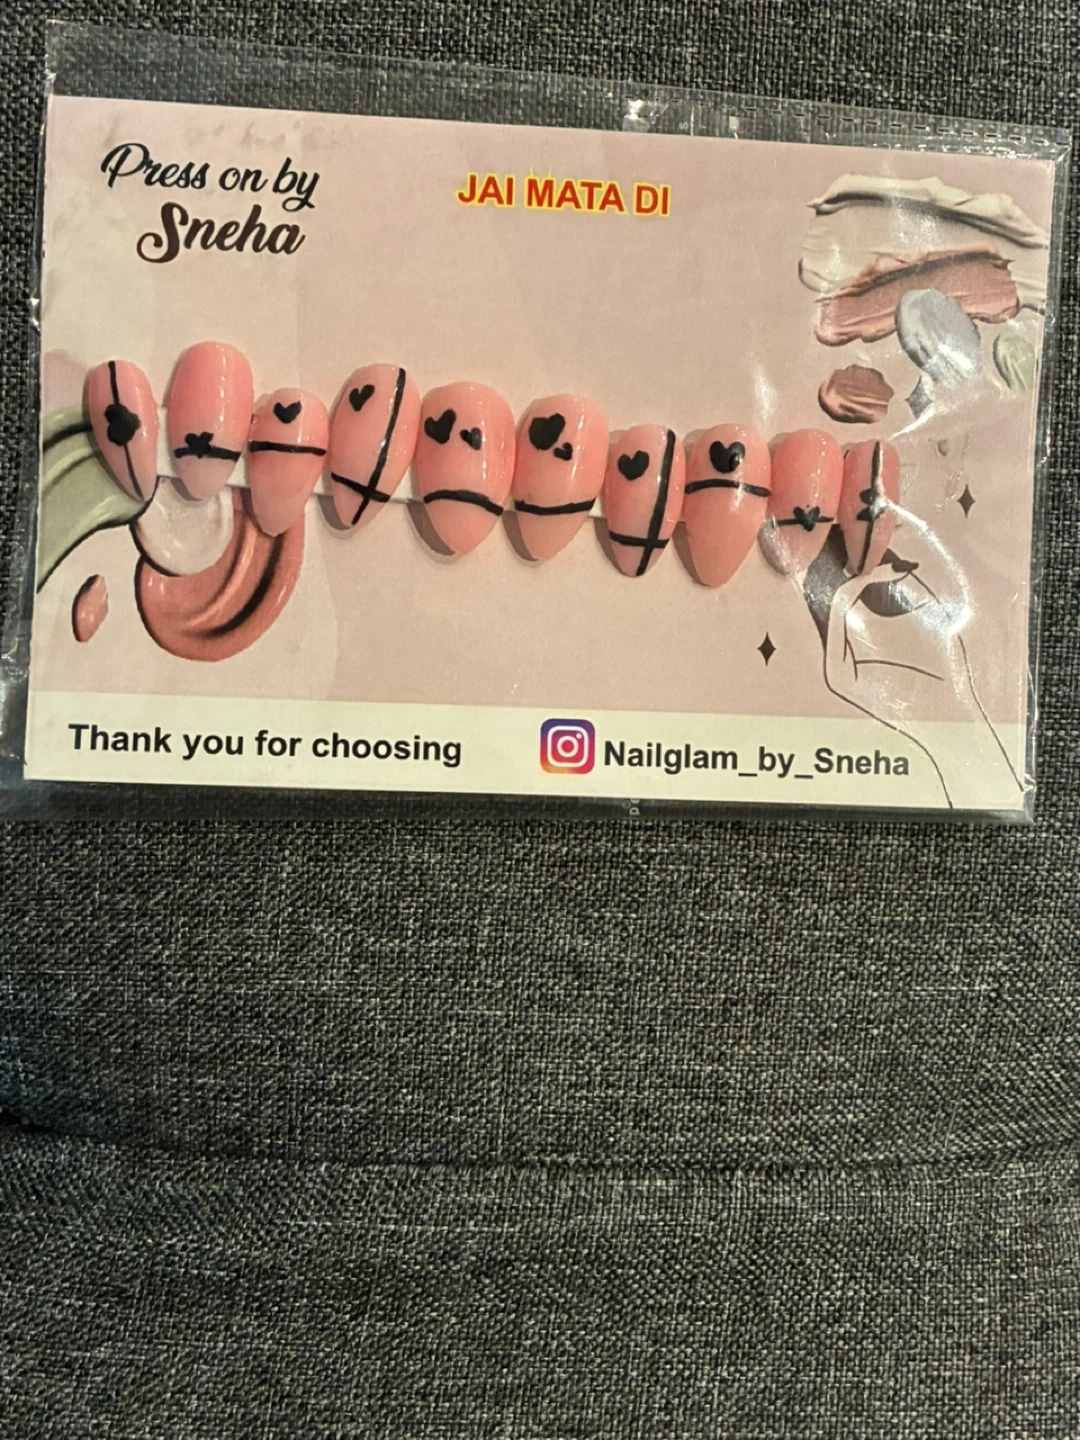 Press on by
Sneha
JAI MATA DI
Thank you for choosing
Nailglam_by_Sneha